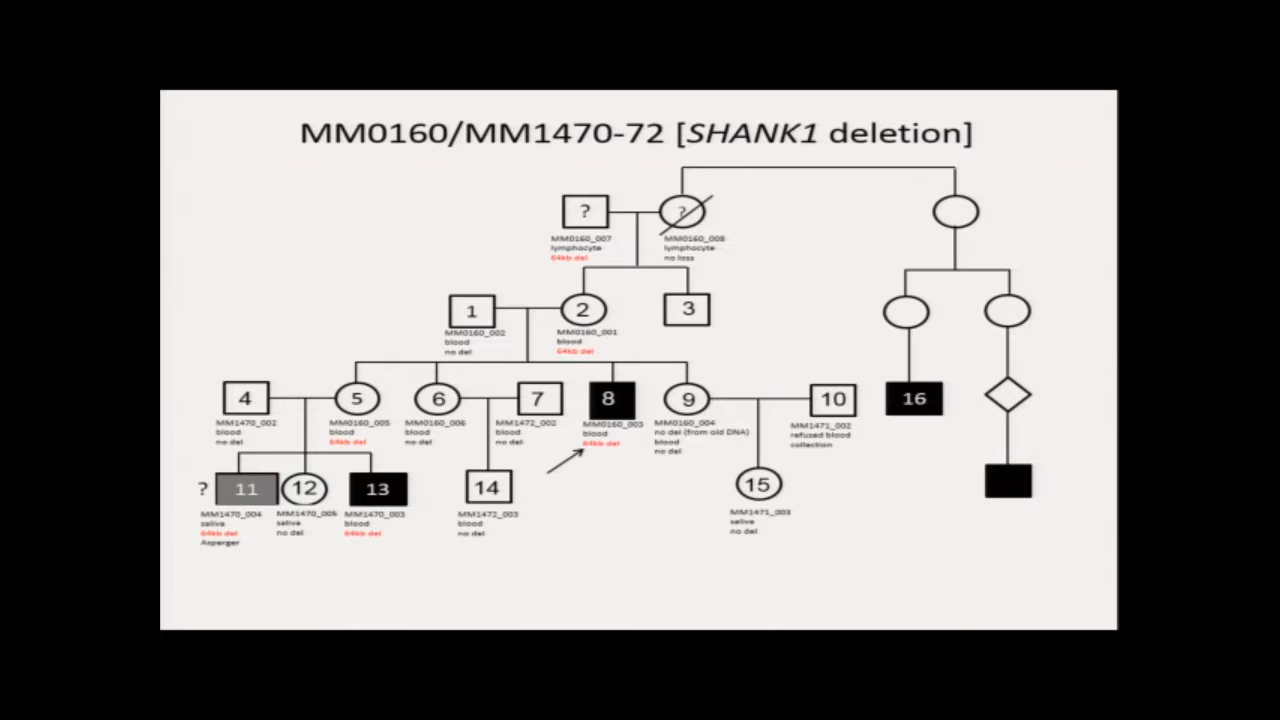 MM0160/MM1470-72 [SHANK1 deletion]
?
?
MM0160_007
lymphocyte
64kb del
MM0160_008
lymphocyte
no loss
1
2
3
MM0160_002
blood
no del
MM0160_001
blood
64kb del
4
5
6
7
8
9
10
16
MM1470_002
blood
no del
MM0160_005
blood
64kb del
MM0160_006
blood
no del
MM1472_002
blood
no del
MM0160_003
blood
64kb del
MM0160_004
no del (from old DNA)
blood
no del
MM1471_002
refused blood
collection
?
11
12
13
14
15
MM1470_004
saliva
64kb del
Asperger
MM1470_005
saliva
no del
MM1470_003
blood
64kb del
MM1472_003
blood
no del
MM1471_003
saliva
no del